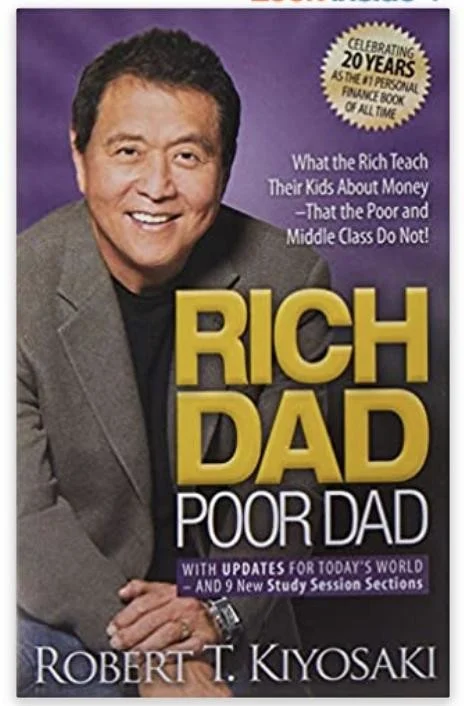 CELEBRATING
20 YEARS
AS THE #1 PERSONAL
FINANCE BOOK
OF ALL TIME
What the Rich Teach
Their Kids About Money
–That the Poor and
Middle Class Do Not!
RICH
DAD
POOR DAD
WITH UPDATES FOR TODAY'S WORLD
– AND 9 New Study Session Sections
ROBERT T. KIYOSAKI